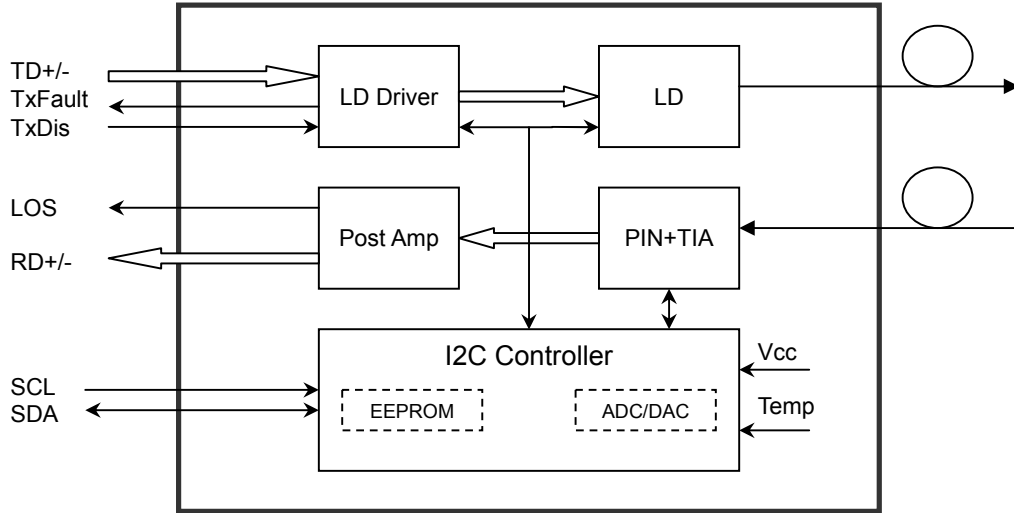 TD+/-
TxFault
TxDis
LD Driver
LD
LOS
RD+/-
Post Amp
PIN+TIA
I2C Controller
Vcc
SCL
SDA
EEPROM
ADC/DAC
Temp